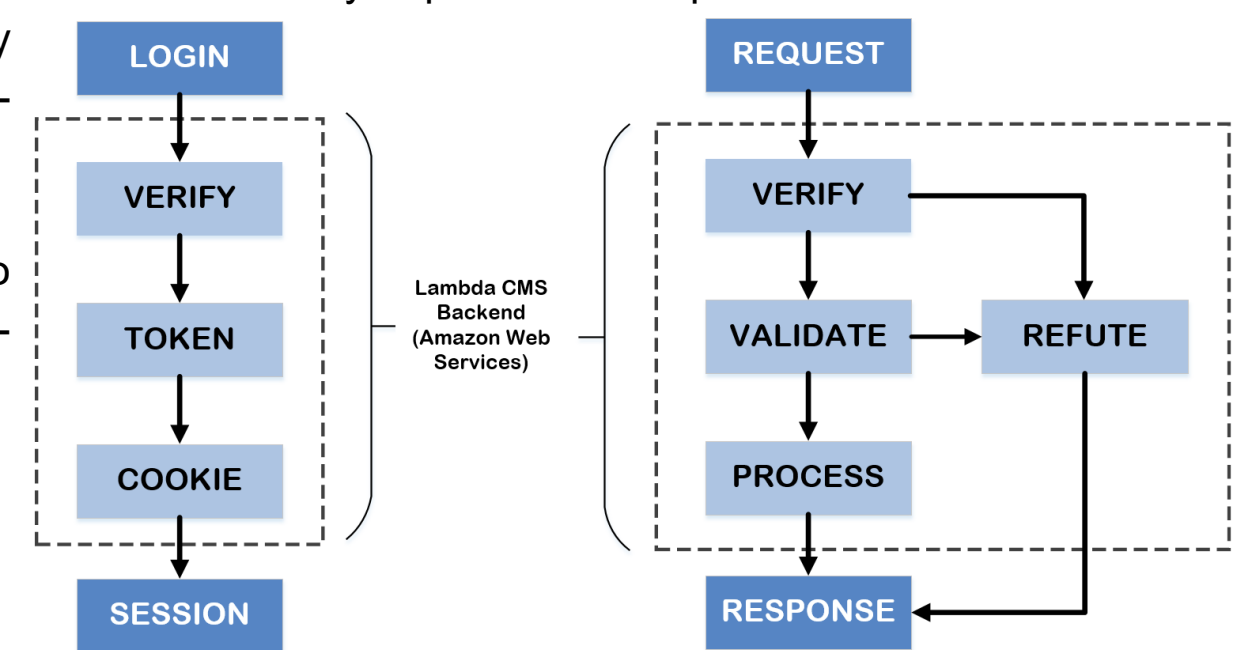 LOGIN
VERIFY
TOKEN
COOKIE
SESSION
Lambda CMS
Backend
(Amazon Web
Services)
REQUEST
VERIFY
VALIDATE
REFUTE
PROCESS
RESPONSE